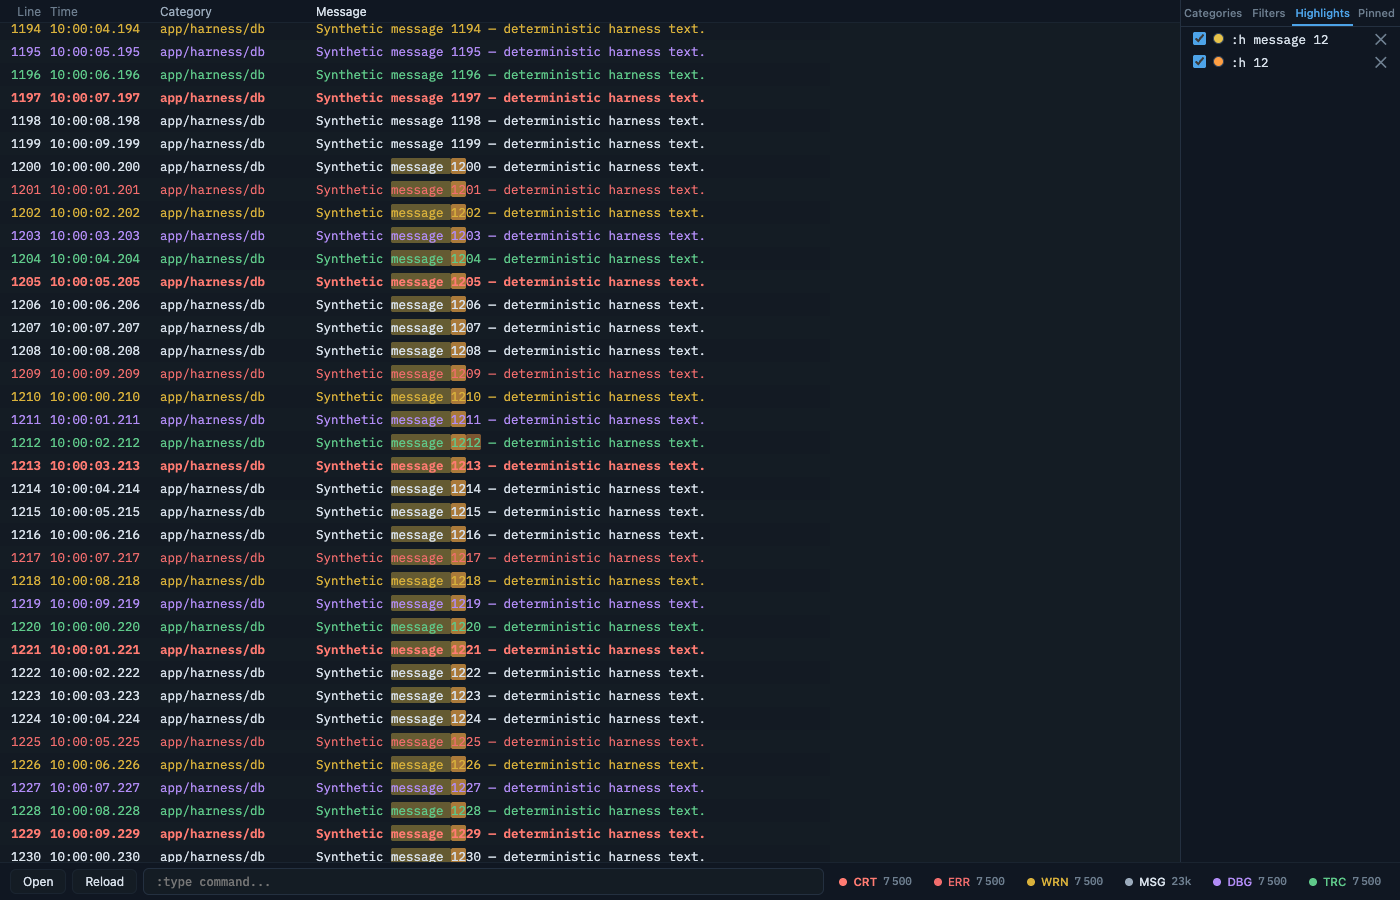 Line Time Category Message
1194 10:00:04.194 app/harness/db Synthetic message 1194 — deterministic harness text.
1195 10:00:05.195 app/harness/db Synthetic message 1195 — deterministic harness text.
1196 10:00:06.196 app/harness/db Synthetic message 1196 — deterministic harness text.
1197 10:00:07.197 app/harness/db Synthetic message 1197 — deterministic harness text.
1198 10:00:08.198 app/harness/db Synthetic message 1198 — deterministic harness text.
1199 10:00:09.199 app/harness/db Synthetic message 1199 — deterministic harness text.
1200 10:00:00.200 app/harness/db Synthetic message 1200 — deterministic harness text.
1201 10:00:01.201 app/harness/db Synthetic message 1201 — deterministic harness text.
1202 10:00:02.202 app/harness/db Synthetic message 1202 — deterministic harness text.
1203 10:00:03.203 app/harness/db Synthetic message 1203 — deterministic harness text.
1204 10:00:04.204 app/harness/db Synthetic message 1204 — deterministic harness text.
1205 10:00:05.205 app/harness/db Synthetic message 1205 — deterministic harness text.
1206 10:00:06.206 app/harness/db Synthetic message 1206 — deterministic harness text.
1207 10:00:07.207 app/harness/db Synthetic message 1207 — deterministic harness text.
1208 10:00:08.208 app/harness/db Synthetic message 1208 — deterministic harness text.
1209 10:00:09.209 app/harness/db Synthetic message 1209 — deterministic harness text.
1210 10:00:00.210 app/harness/db Synthetic message 1210 — deterministic harness text.
1211 10:00:01.211 app/harness/db Synthetic message 1211 — deterministic harness text.
1212 10:00:02.212 app/harness/db Synthetic message 1212 — deterministic harness text.
1213 10:00:03.213 app/harness/db Synthetic message 1213 — deterministic harness text.
1214 10:00:04.214 app/harness/db Synthetic message 1214 — deterministic harness text.
1215 10:00:05.215 app/harness/db Synthetic message 1215 — deterministic harness text.
1216 10:00:06.216 app/harness/db Synthetic message 1216 — deterministic harness text.
1217 10:00:07.217 app/harness/db Synthetic message 1217 — deterministic harness text.
1218 10:00:08.218 app/harness/db Synthetic message 1218 — deterministic harness text.
1219 10:00:09.219 app/harness/db Synthetic message 1219 — deterministic harness text.
1220 10:00:00.220 app/harness/db Synthetic message 1220 — deterministic harness text.
1221 10:00:01.221 app/harness/db Synthetic message 1221 — deterministic harness text.
1222 10:00:02.222 app/harness/db Synthetic message 1222 — deterministic harness text.
1223 10:00:03.223 app/harness/db Synthetic message 1223 — deterministic harness text.
1224 10:00:04.224 app/harness/db Synthetic message 1224 — deterministic harness text.
1225 10:00:05.225 app/harness/db Synthetic message 1225 — deterministic harness text.
1226 10:00:06.226 app/harness/db Synthetic message 1226 — deterministic harness text.
1227 10:00:07.227 app/harness/db Synthetic message 1227 — deterministic harness text.
1228 10:00:08.228 app/harness/db Synthetic message 1228 — deterministic harness text.
1229 10:00:09.229 app/harness/db Synthetic message 1229 — deterministic harness text.
1230 10:00:00.230 app/harness/db Synthetic message 1230 — deterministic harness text.
Categories Filters Highlights Pinned
:h message 12
:h 12
Open Reload :type command... CRT 7 500 ERR 7 500 WRN 7 500 MSG 23k DBG 7 500 TRC 7 500